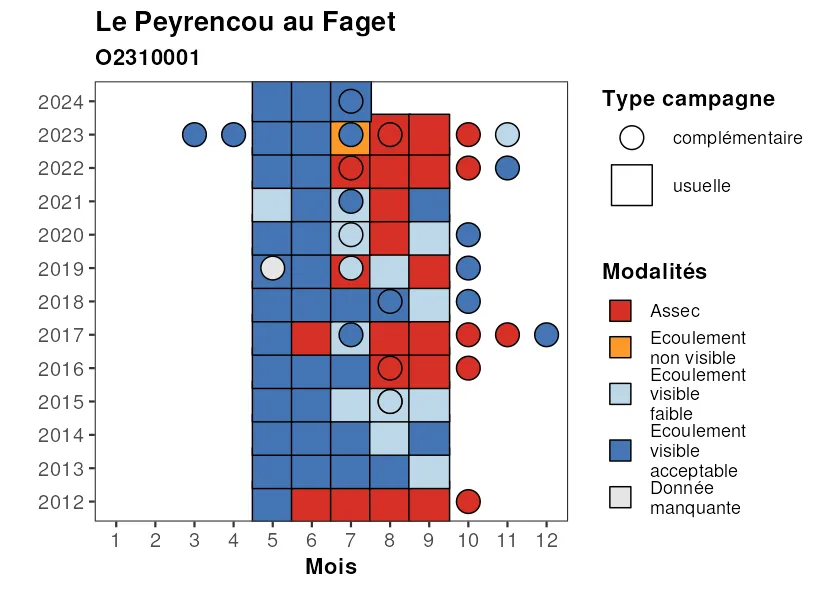 Le Peyrencou au Faget
O2310001
2024
2023
2022
2021
2020
2019
2018
2017
2016
2015
2014
2013
2012
1 2 3 4 5 6 7 8 9 10 11 12
Mois
Type campagne
complémentaire
usuelle
Modalités
Assec
Ecoulement
non visible
Ecoulement
visible
faible
Ecoulement
visible
acceptable
Donnée
manquante